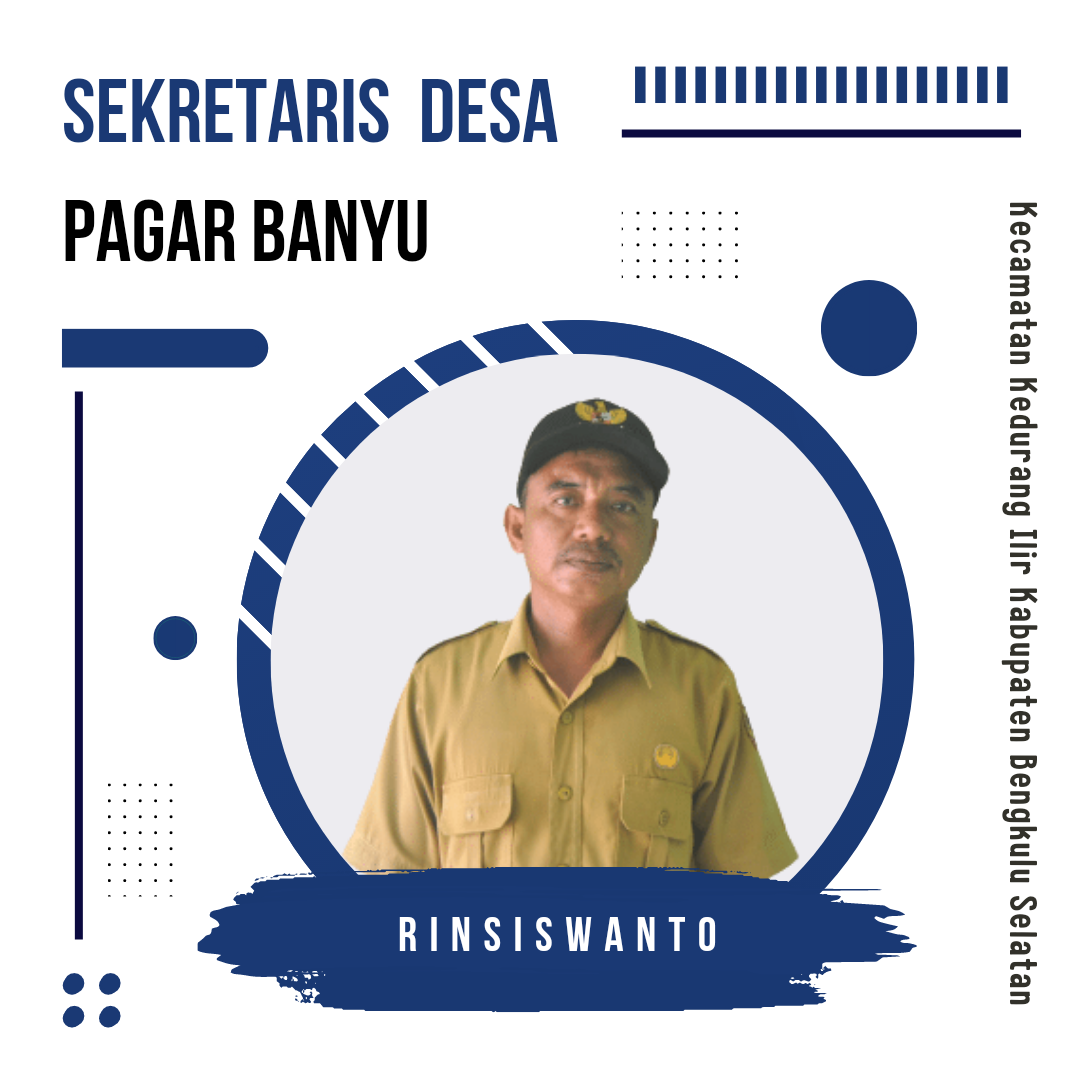 SEKRETARIS DESA
PAGAR BANYU
Kecamatan Kedurang Ilir Kabupaten Bengkulu Selatan
RINSISWANTO